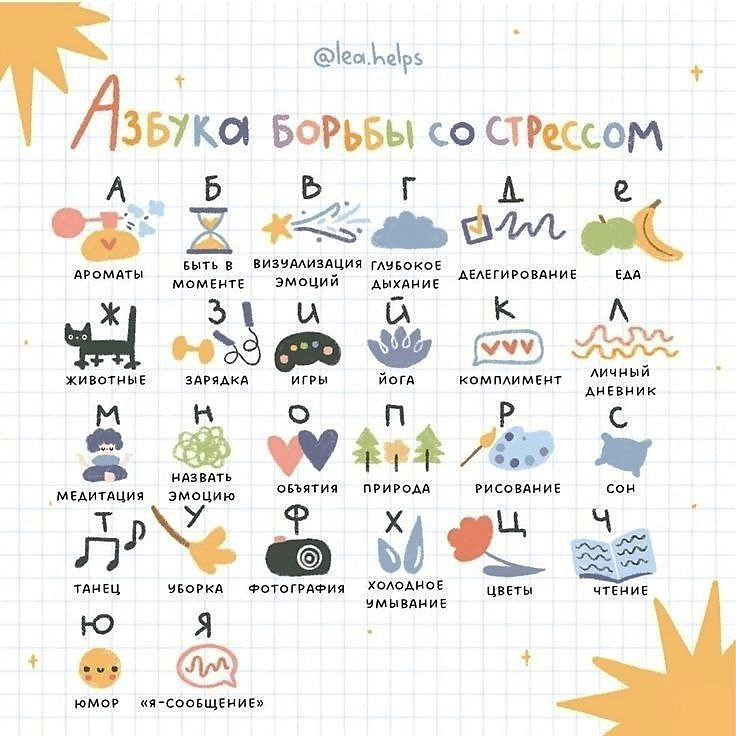 @lea.helps
Азбука борьбы со стрессом
А Б В Г Д Е
АРОМАТЫ
БЫТЬ В
МОМЕНТЕ
ВИЗУАЛИЗАЦИЯ
ЭМОЦИЙ
ГЛУБОКОЕ
ДЫХАНИЕ
ДЕЛЕГИРОВАНИЕ
ЕДА
Ж З И Й К Л
ЖИВОТНЫЕ
ЗАРЯДКА
ИГРЫ
ЙОГА
КОМПЛИМЕНТ
ЛИЧНЫЙ
ДНЕВНИК
М Н О П Р С
МЕДИТАЦИЯ
НАЗВАТЬ
ЭМОЦИЮ
ОБЪЯТИЯ
ПРИРОДА
РИСОВАНИЕ
СОН
Т У Ф Х Ц Ч
ТАНЕЦ
УБОРКА
ФОТОГРАФИЯ
ХОЛОДНОЕ
УМЫВАНИЕ
ЦВЕТЫ
ЧТЕНИЕ
Ю Я
ЮМОР
«Я-СООБЩЕНИЕ»